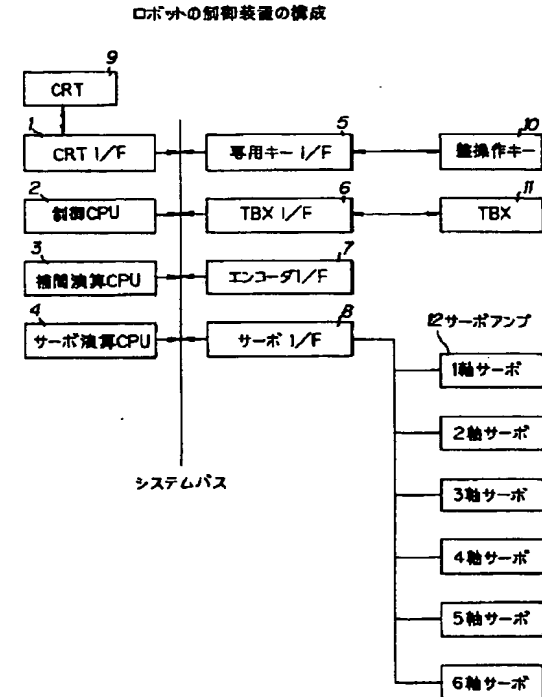 ロボットの制御装置の構成
9
CRT
1
CRT I/F
5
専用キー I/F
10
盤操作キー
2
制御CPU
6
TBX I/F
11
TBX
3
補間演算CPU
7
エンコーダ I/F
4
サーボ演算CPU
8
サーボ I/F
12 サーボアンプ
1軸サーボ
2軸サーボ
システムバス
3軸サーボ
4軸サーボ
5軸サーボ
6軸サーボ